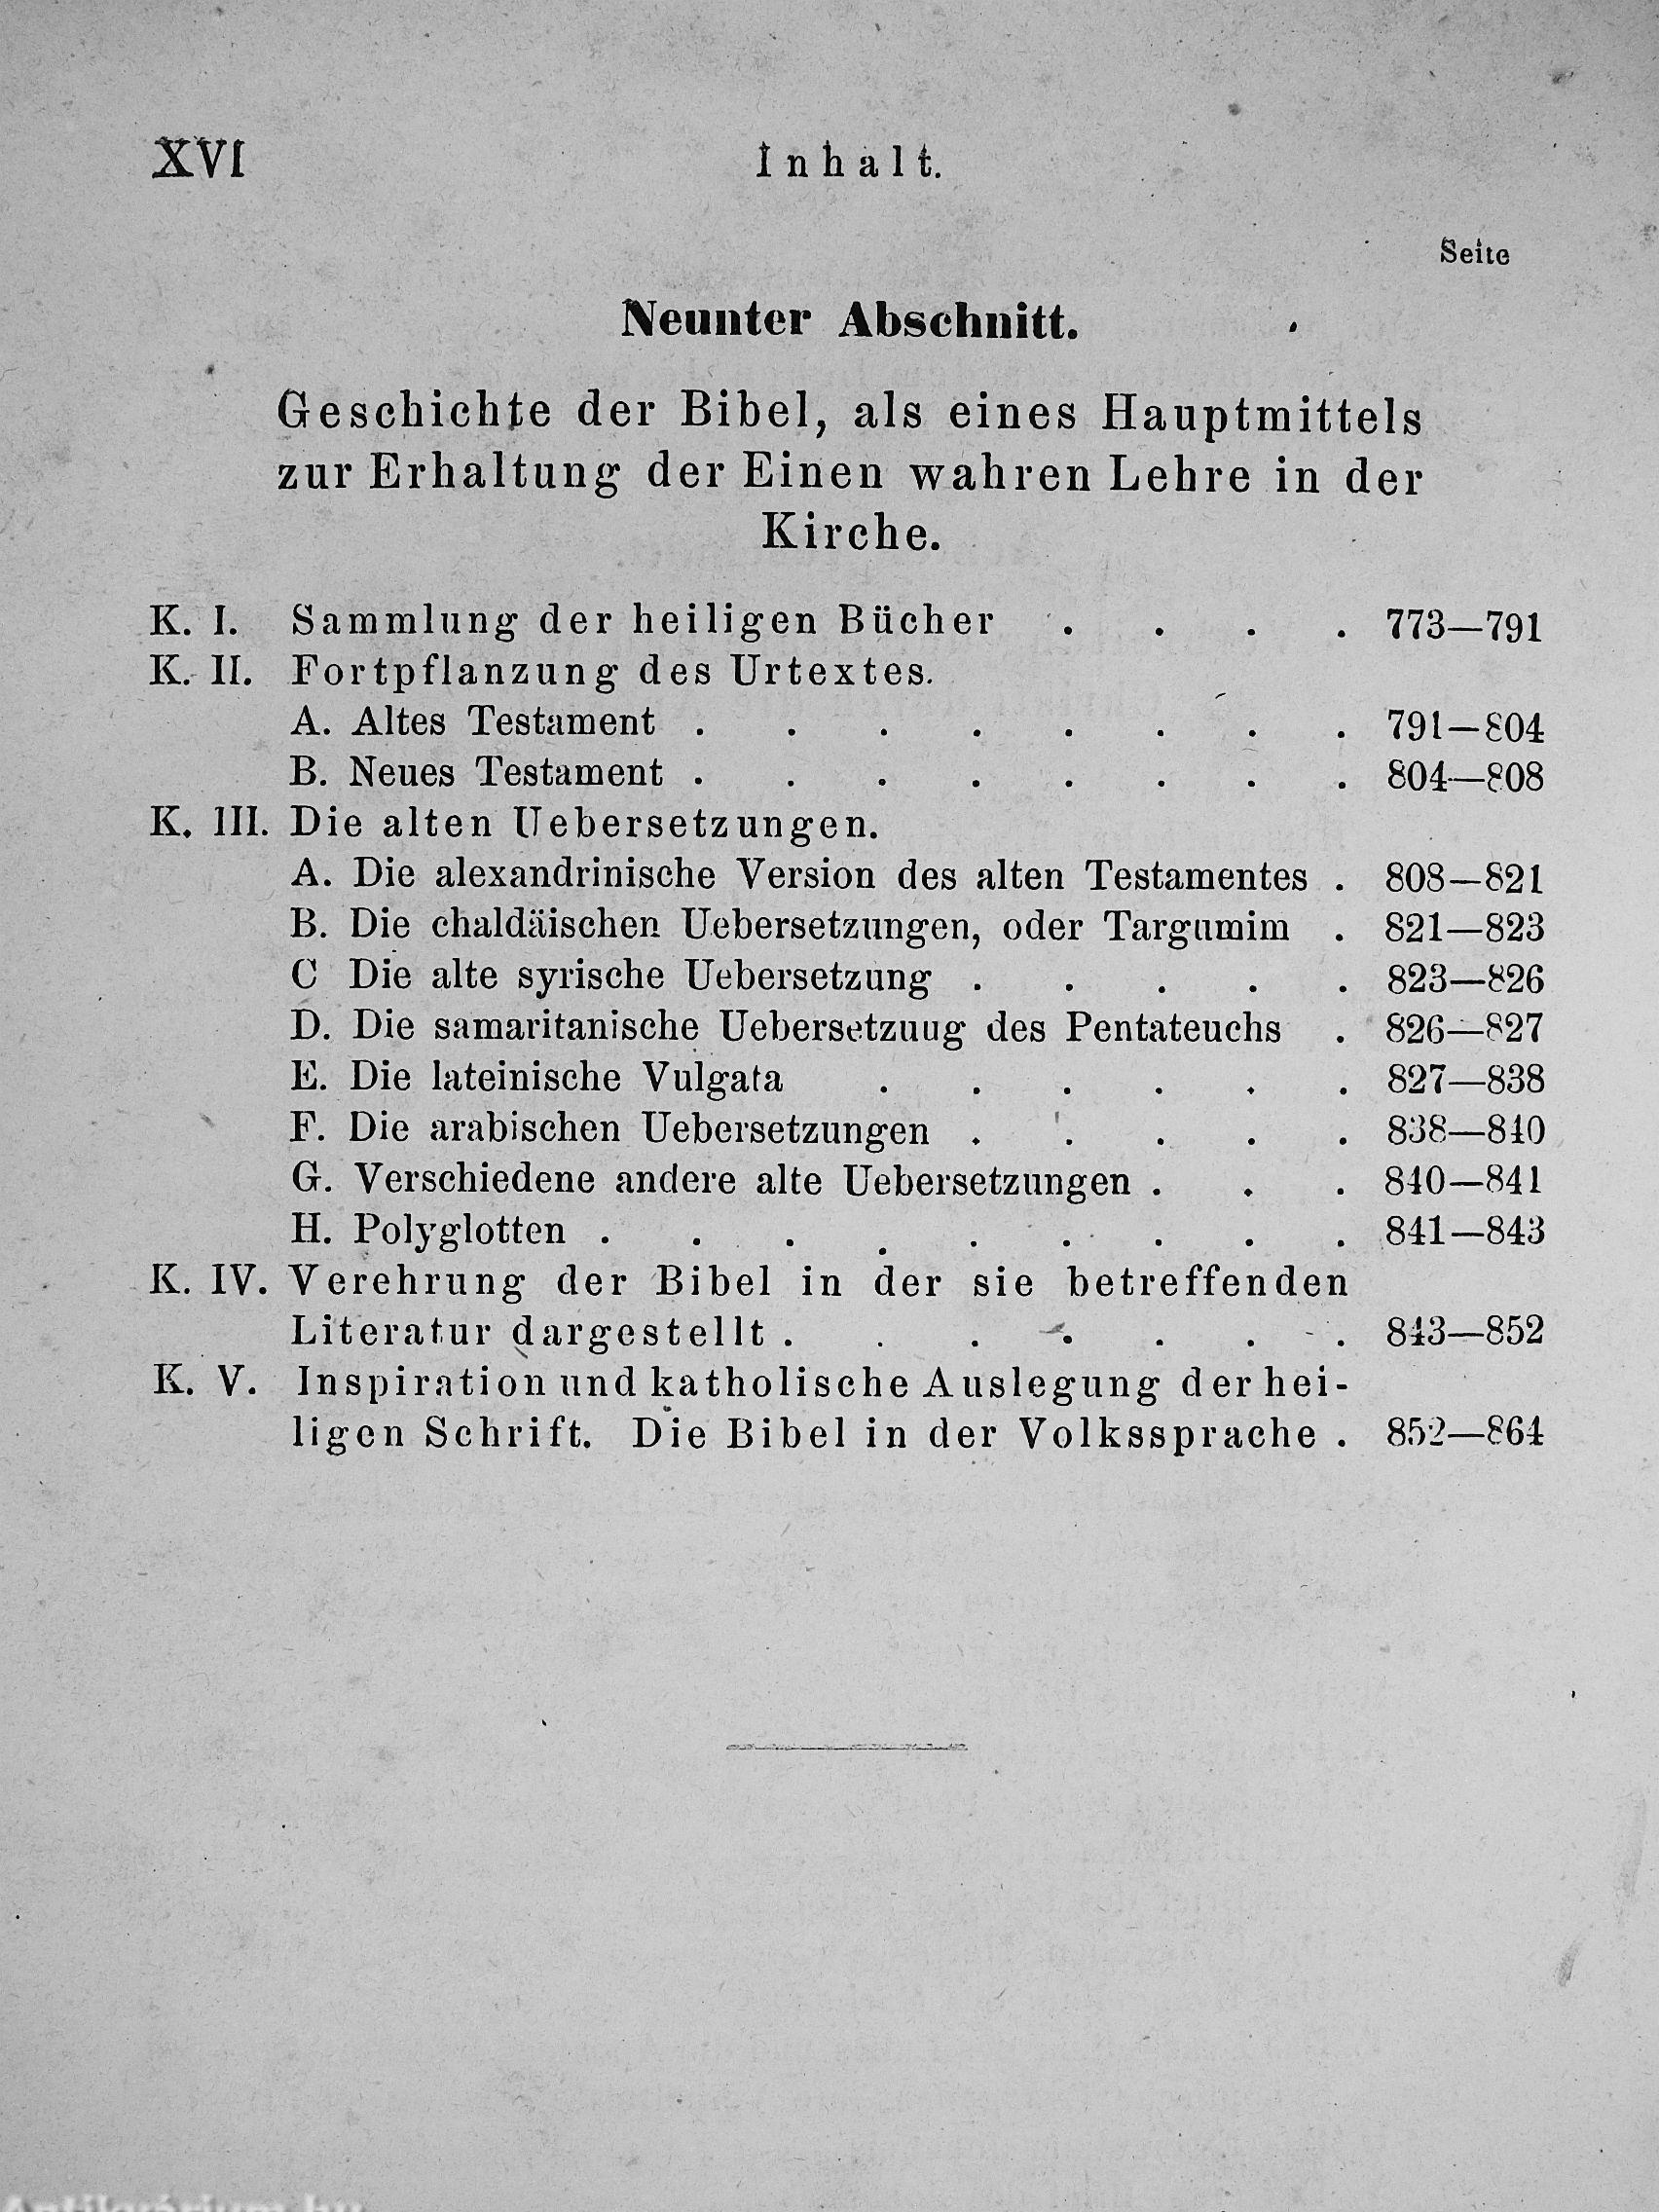 XVI Inhalt.
Seite
Neunter Abschnitt.
Geschichte der Bibel, als eines Hauptmittels
zur Erhaltung der Einen wahren Lehre in der
Kirche.
K. I. Sammlung der heiligen Bücher . . . . 773—791
K. II. Fortpflanzung des Urtextes.
A. Altes Testament . . . . . . . . 791—804
B. Neues Testament . . . . . . . . 804—808
K. III. Die alten Uebersetzungen.
A. Die alexandrinische Version des alten Testamentes . 808—821
B. Die chaldäischen Uebersetzungen, oder Targumim . 821—823
C Die alte syrische Uebersetzung . . . . . 823—826
D. Die samaritanische Uebersetzuug des Pentateuchs . 826—827
E. Die lateinische Vulgata . . . . . . 827—838
F. Die arabischen Uebersetzungen . . . . . 838—840
G. Verschiedene andere alte Uebersetzungen . . . 840—841
H. Polyglotten . . . . . . . . . 841—843
K. IV. Verehrung der Bibel in der sie betreffenden
Literatur dargestellt . . . . . . . 843—852
K. V. Inspiration und katholische Auslegung der hei-
ligen Schrift. Die Bibel in der Volkssprache . 852—864